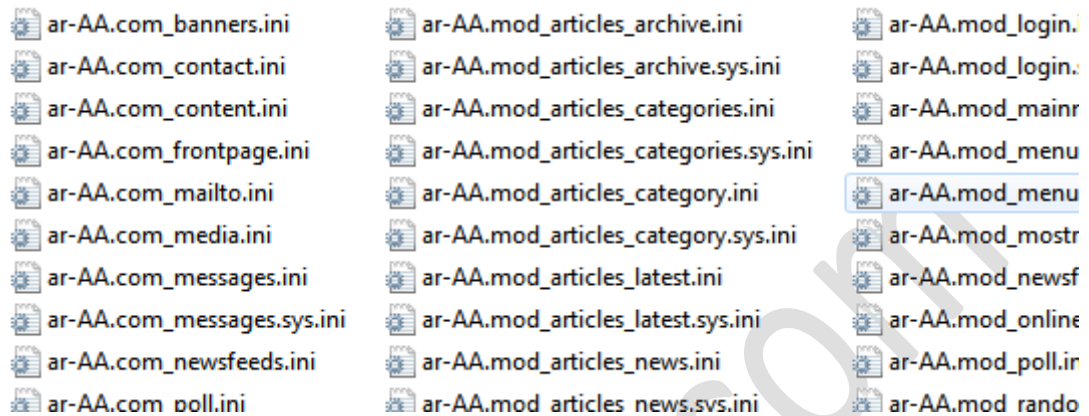 ar-AA.com_banners.ini
ar-AA.com_contact.ini
ar-AA.com_content.ini
ar-AA.com_frontpage.ini
ar-AA.com_mailto.ini
ar-AA.com_media.ini
ar-AA.com_messages.ini
ar-AA.com_messages.sys.ini
ar-AA.com_newsfeeds.ini
ar-AA.com_poll.ini
ar-AA.mod_articles_archive.ini
ar-AA.mod_articles_archive.sys.ini
ar-AA.mod_articles_categories.ini
ar-AA.mod_articles_categories.sys.ini
ar-AA.mod_articles_category.ini
ar-AA.mod_articles_category.sys.ini
ar-AA.mod_articles_latest.ini
ar-AA.mod_articles_latest.sys.ini
ar-AA.mod_articles_news.ini
ar-AA.mod_articles_news.sys.ini
ar-AA.mod_login.
ar-AA.mod_login.
ar-AA.mod_main
ar-AA.mod_menu
ar-AA.mod_menu
ar-AA.mod_most
ar-AA.mod_newsf
ar-AA.mod_online
ar-AA.mod_poll.in
ar-AA.mod_rando
com